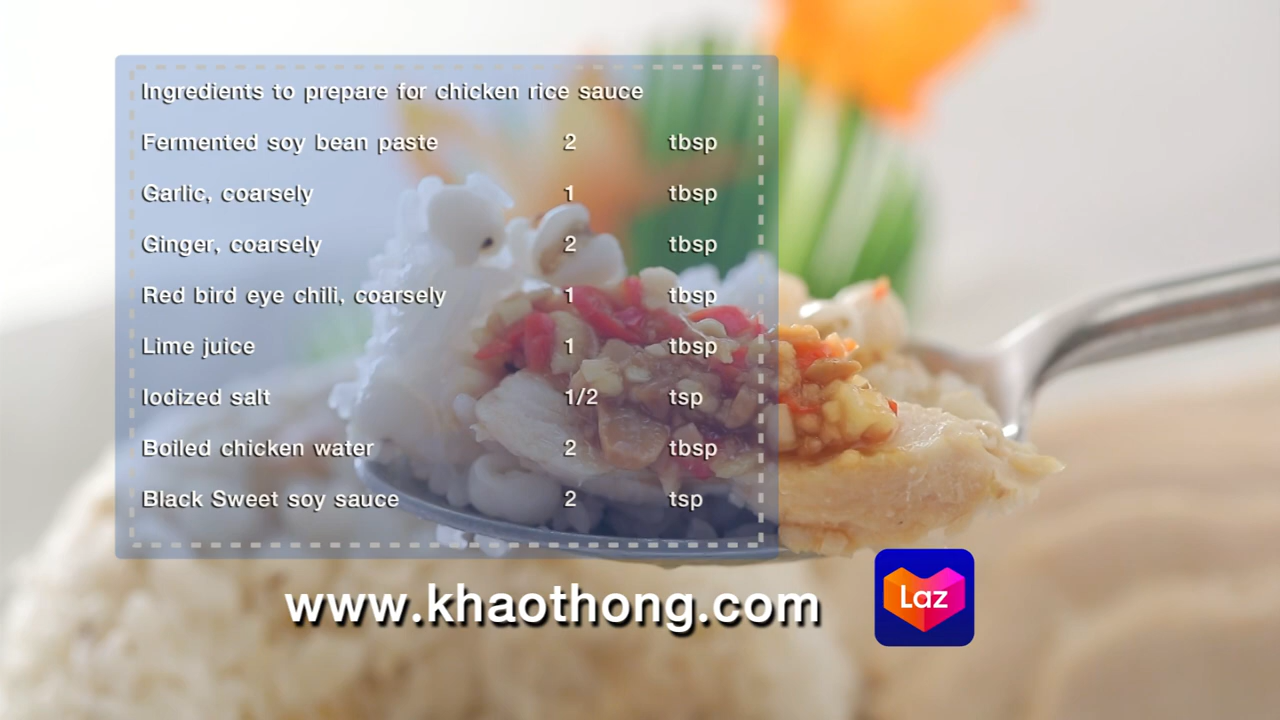 Ingredients to prepare for chicken rice sauce
Fermented soy bean paste 2 tbsp
Garlic, coarsely 1 tbsp
Ginger, coarsely 2 tbsp
Red bird eye chili, coarsely 1 tbsp
Lime juice 1 tbsp
Iodized salt 1/2 tsp
Boiled chicken water 2 tbsp
Black Sweet soy sauce 2 tsp
www.khaothong.com
Laz